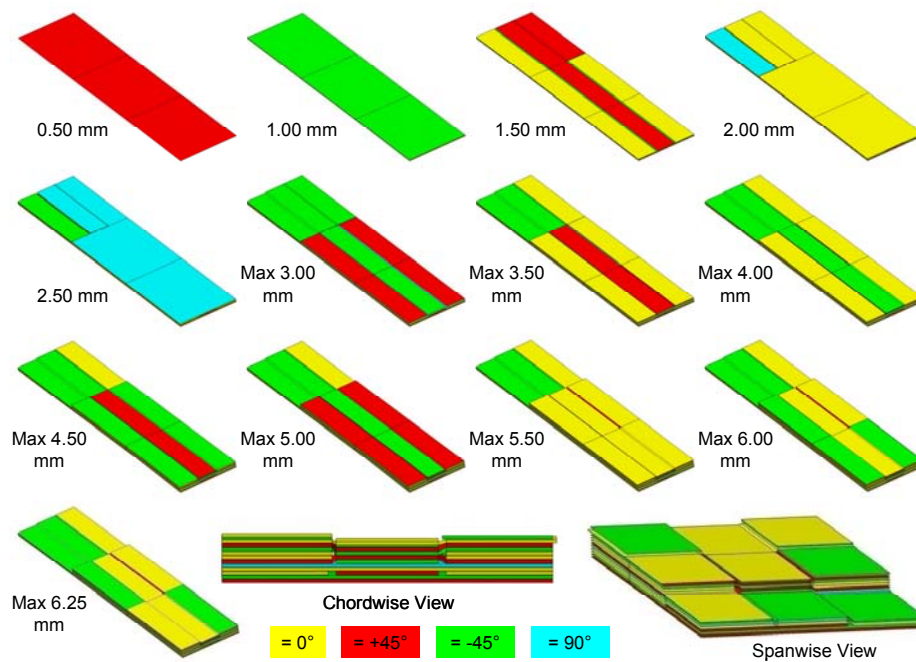 0.50 mm
1.00 mm
1.50 mm
2.00 mm
2.50 mm
Max 3.00
mm
Max 3.50
mm
Max 4.00
mm
Max 4.50
mm
Max 5.00
mm
Max 5.50
mm
Max 6.00
mm
Max 6.25
mm
Chordwise View
= 0°
= +45°
= -45°
= 90°
Spanwise View